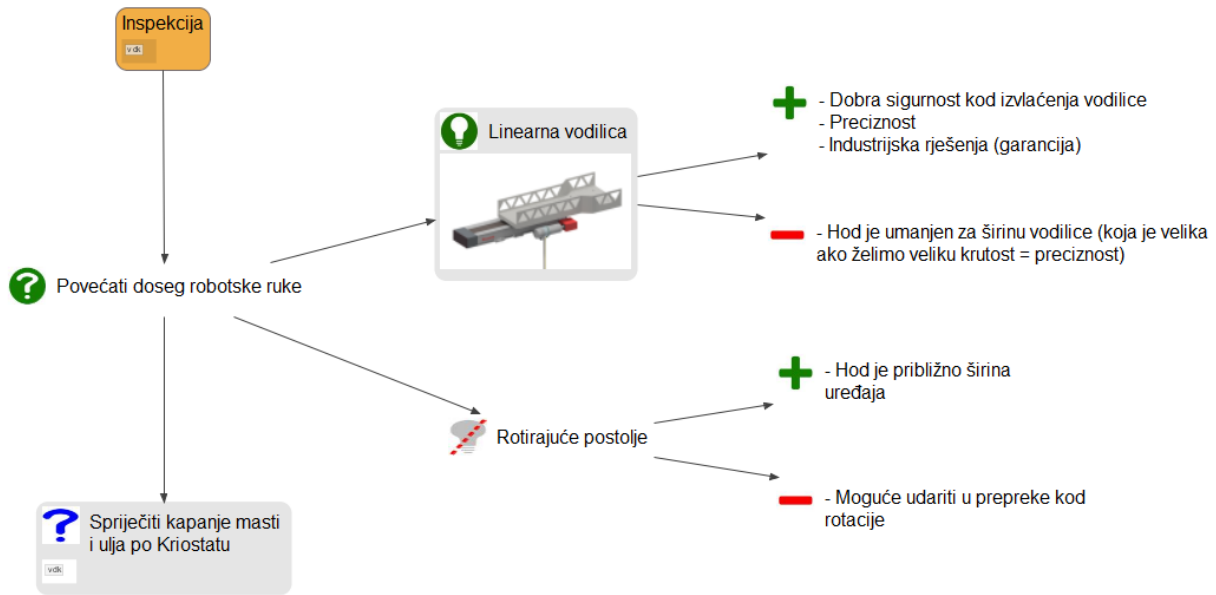 Inspekcija
vdk
Linearna vodilica
- Dobra sigurnost kod izvlaćenja vodilice
- Preciznost
- Industrijska rješenja (garancija)
- Hod je umanjen za širinu vodilice (koja je velika
ako želimo veliku krutost = preciznost)
Povećati doseg robotske ruke
- Hod je približno širina
uređaja
Rotirajuće postolje
- Moguće udariti u prepreke kod
rotacije
Spriječiti kapanje masti
i ulja po Kriostatu
vdk